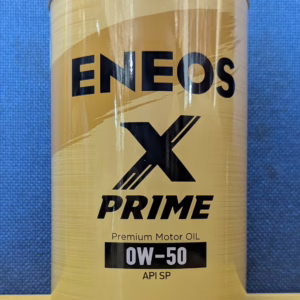 ENEOS
X
PRIME
Premium Motor OIL
0W-50
API SP